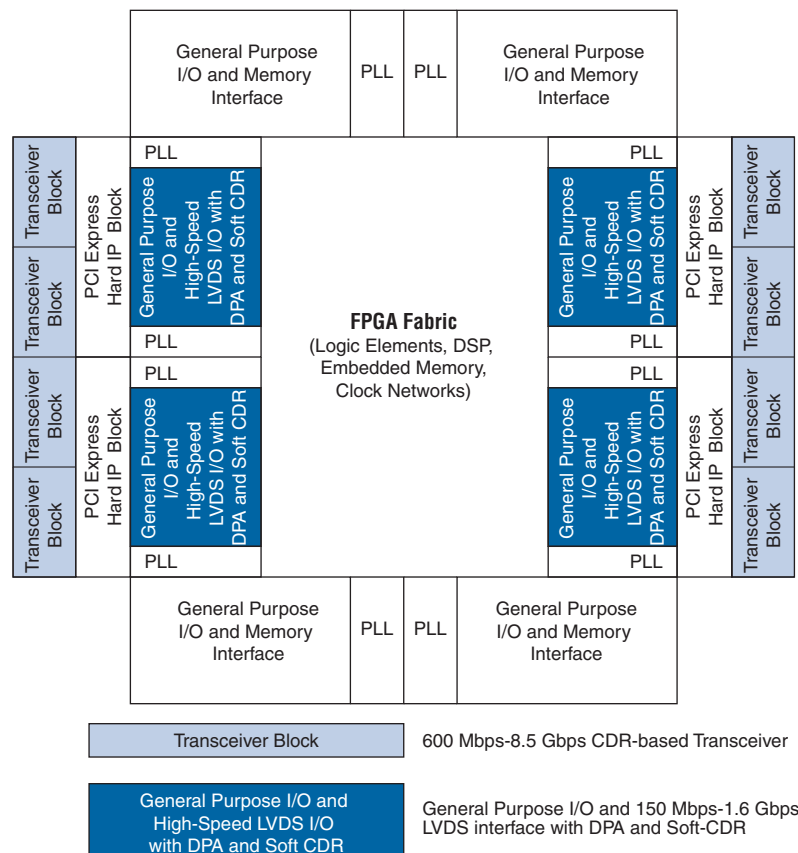 General Purpose
I/O and Memory
Interface
PLL
PLL
General Purpose
I/O and Memory
Interface
Transceiver
Block
Transceiver
Block
PCI Express
Hard IP Block
PLL
General Purpose
I/O and
High-Speed
LVDS I/O with
DPA and Soft CDR
PLL
Transceiver
Block
Transceiver
Block
PCI Express
Hard IP Block
PLL
General Purpose
I/O and
High-Speed
LVDS I/O with
DPA and Soft CDR
PLL
FPGA Fabric
(Logic Elements, DSP,
Embedded Memory,
Clock Networks)
PLL
General Purpose
I/O and
High-Speed
LVDS I/O with
DPA and Soft CDR
PLL
PCI Express
Hard IP Block
Transceiver
Block
Transceiver
Block
PLL
General Purpose
I/O and
High-Speed
LVDS I/O with
DPA and Soft CDR
PLL
PCI Express
Hard IP Block
Transceiver
Block
Transceiver
Block
General Purpose
I/O and Memory
Interface
PLL
PLL
General Purpose
I/O and Memory
Interface
Transceiver Block
600 Mbps-8.5 Gbps CDR-based Transceiver
General Purpose I/O and
High-Speed LVDS I/O
with DPA and Soft CDR
General Purpose I/O and 150 Mbps-1.6 Gbps
LVDS interface with DPA and Soft-CDR